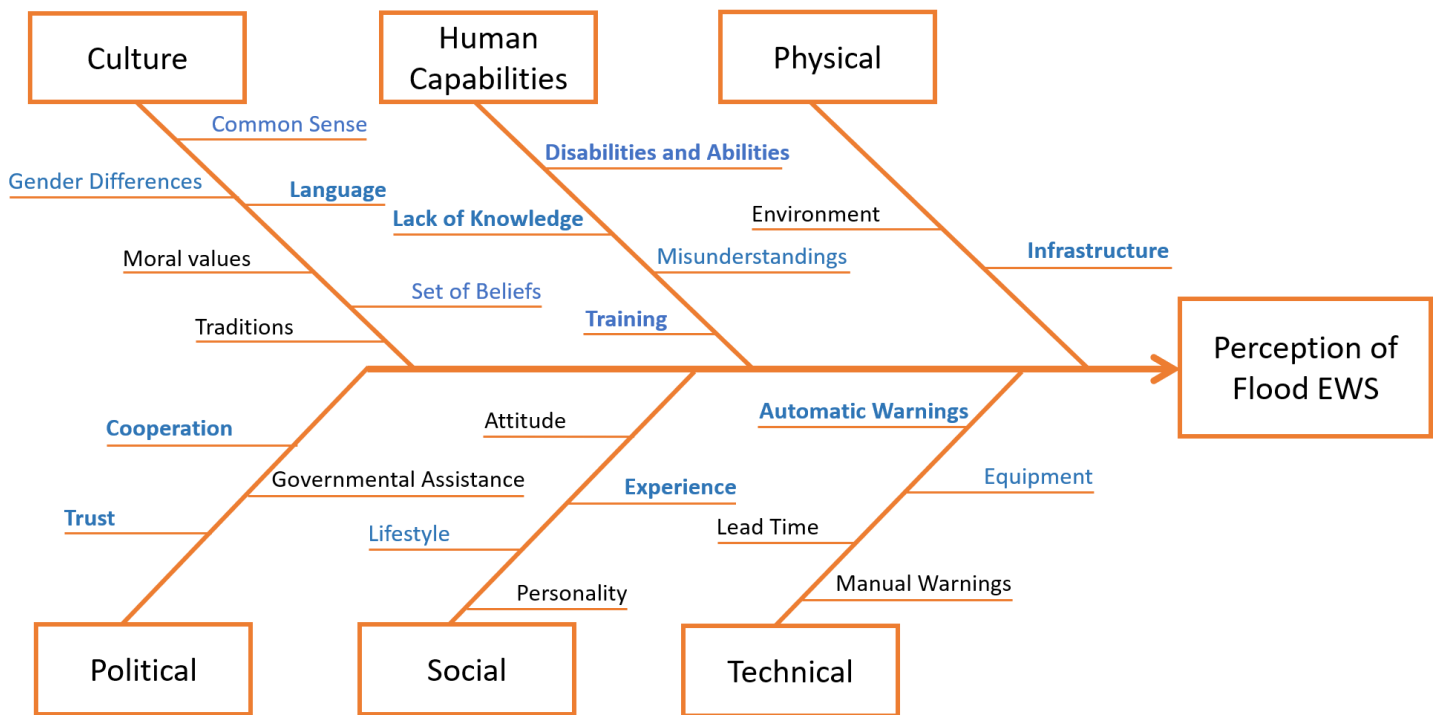 Culture
Human
Capabilities
Physical
Common Sense
Gender Differences
Language
Moral values
Set of Beliefs
Traditions
Disabilities and Abilities
Lack of Knowledge
Misunderstandings
Training
Environment
Infrastructure
Perception of
Flood EWS
Cooperation
Governmental Assistance
Trust
Attitude
Experience
Lifestyle
Personality
Automatic Warnings
Equipment
Lead Time
Manual Warnings
Political
Social
Technical